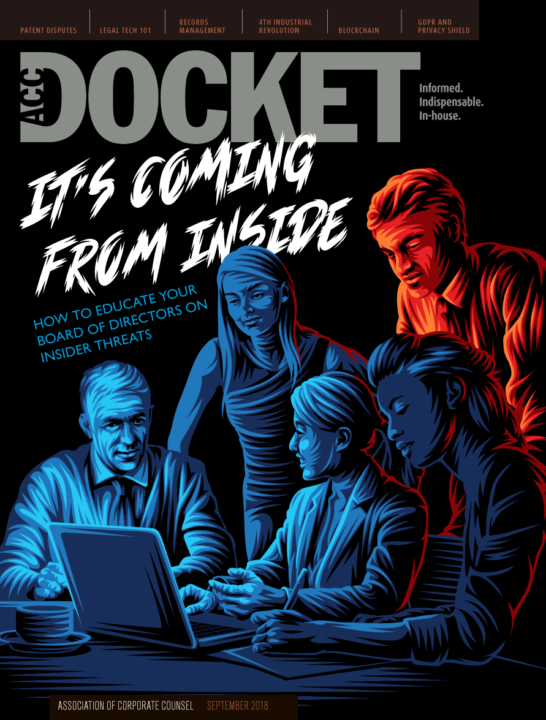 PATENT DISPUTES
LEGAL TECH 101
RECORDS
MANAGEMENT
4TH INDUSTRIAL
REVOLUTION
BLOCKCHAIN
GDPR AND
PRIVACY SHIELD
ACC
DOCKET
Informed.
Indispensable.
In-house.
IT'S COMING
FROM INSIDE
HOW TO EDUCATE YOUR
BOARD OF DIRECTORS ON
INSIDER THREATS
ASSOCIATION OF CORPORATE COUNSEL SEPTEMBER 2018